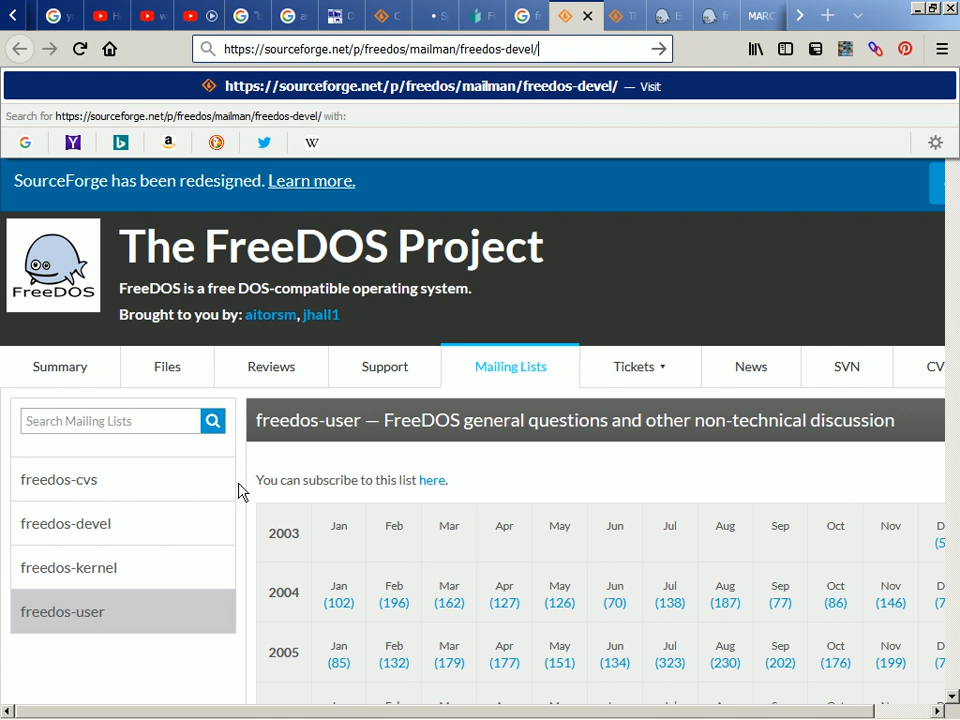 https://sourceforge.net/p/freedos/mailman/freedos-devel/
https://sourceforge.net/p/freedos/mailman/freedos-devel/ — Visit
Search for https://sourceforge.net/p/freedos/mailman/freedos-devel/ with:
SourceForge has been redesigned. Learn more.
The FreeDOS Project
FreeDOS is a free DOS-compatible operating system.
Brought to you by: aitorsm, jhall1
FreeDOS
Summary Files Reviews Support Mailing Lists Tickets News SVN CV
Search Mailing Lists
freedos-cvs
freedos-devel
freedos-kernel
freedos-user
freedos-user — FreeDOS general questions and other non-technical discussion
You can subscribe to this list here.
2003 Jan Feb Mar Apr May Jun Jul Aug Sep Oct Nov D
(5
2004 Jan Feb Mar Apr May Jun Jul Aug Sep Oct Nov D
(102) (196) (162) (127) (126) (70) (138) (187) (77) (86) (146) (7
2005 Jan Feb Mar Apr May Jun Jul Aug Sep Oct Nov D
(85) (132) (179) (177) (151) (134) (323) (230) (202) (176) (199) (7
MARC